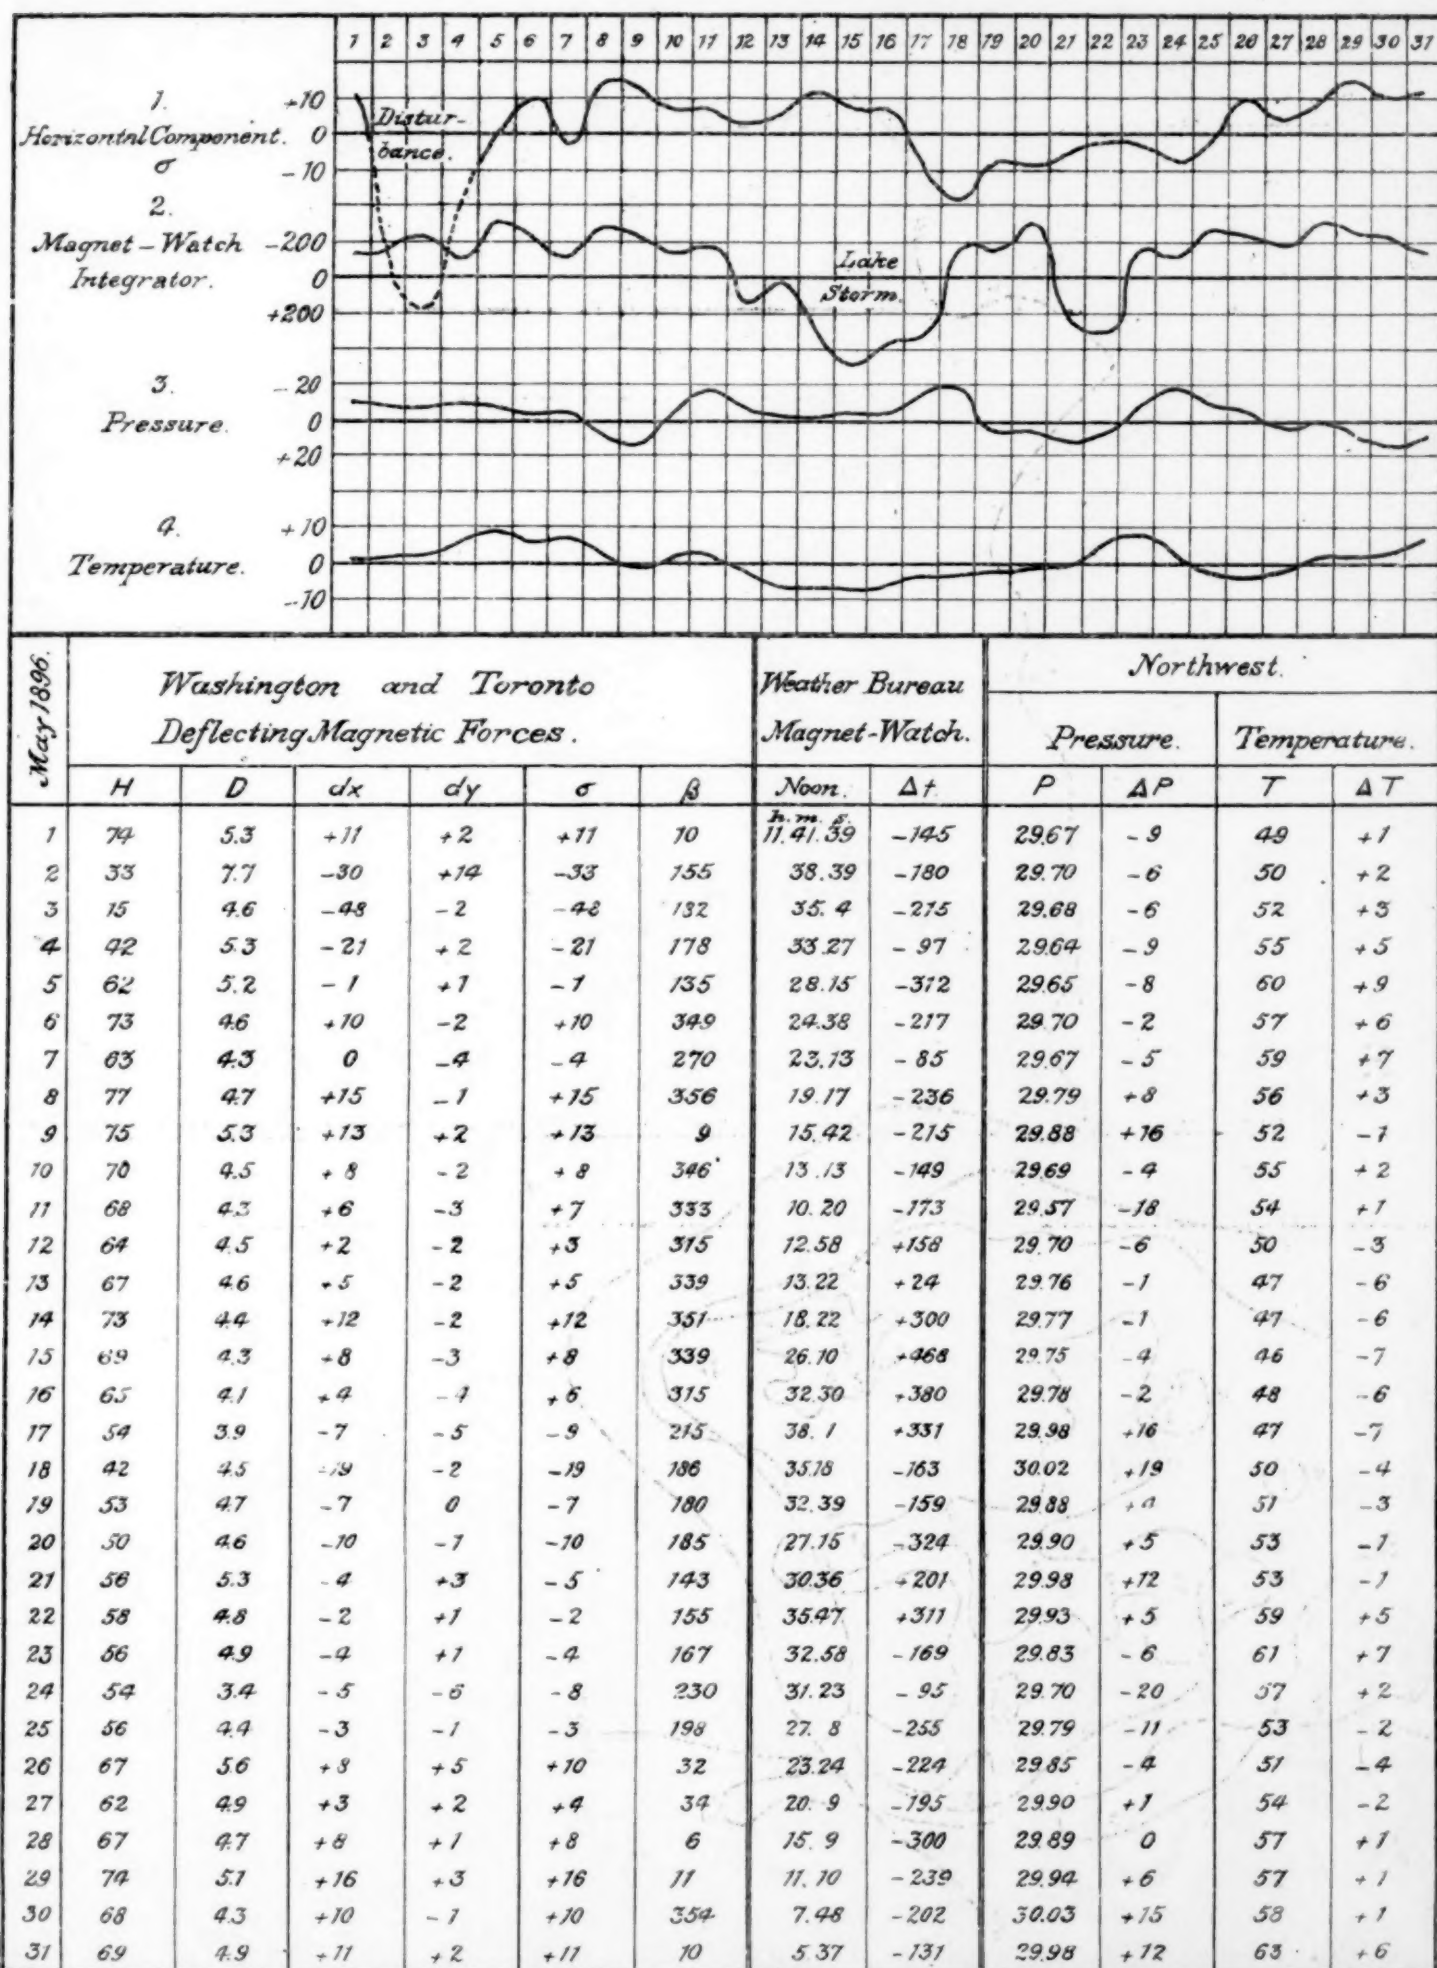 1 2 3 4 5 6 7 8 9 10 11 12 13 14 15 16 17 18 19 20 21 22 23 24 25 26 27 28 29 30 31
1. +10
Horizontal Component. 0
σ -10
Distur-
bance.
2.
Magnet-Watch -200
Integrator. 0
+200
Lake
Storm.
3. -20
Pressure. 0
+20
4. +10
Temperature. 0
-10
May 1896.
Washington and Toronto
Deflecting Magnetic Forces.
Weather Bureau
Magnet-Watch.
Northwest.
Pressure. Temperature.
H D dx dy σ β Noon. Δt P ΔP T ΔT
h. m. s.
1 74 5.3 +11 +2 +11 10 11.41.39 -145 29.67 -9 49 +1
2 33 7.7 -30 +14 -33 155 38.39 -180 29.70 -6 50 +2
3 15 4.6 -48 -2 -48 182 35.4 -215 29.68 -6 52 +3
4 42 5.3 -21 +2 -21 178 33.27 -97 29.64 -9 55 +5
5 62 5.2 -1 +1 -1 135 28.15 -312 29.65 -8 60 +9
6 73 4.6 +10 -2 +10 349 24.38 -217 29.70 -2 57 +6
7 63 4.3 0 -4 -4 270 23.13 -85 29.67 -5 59 +7
8 77 4.7 +15 -1 +15 356 19.17 -236 29.79 +8 56 +3
9 75 5.3 +13 +2 +13 9 15.42 -215 29.88 +16 52 -1
10 70 4.5 +8 -2 +8 346 13.13 -149 29.69 -4 55 +2
11 68 4.3 +6 -3 +7 333 10.20 -173 29.57 -18 54 +1
12 64 4.5 +2 -2 +3 315 12.58 +158 29.70 -6 50 -3
13 67 4.6 +5 -2 +5 339 13.22 +24 29.76 -1 47 -6
14 73 4.4 +12 -2 +12 351 18.22 +300 29.77 -1 47 -6
15 69 4.3 +8 -3 +8 339 26.10 +468 29.75 -4 46 -7
16 65 4.1 +4 -4 +6 315 32.30 +380 29.78 -2 48 -6
17 54 3.9 -7 -5 -9 215 38.1 +331 29.98 +16 47 -7
18 42 4.5 -19 -2 -19 186 35.18 -163 30.02 +19 50 -4
19 53 4.7 -7 0 -7 180 32.39 -159 29.88 51 -3
20 50 4.6 -10 -1 -10 185 27.15 -324 29.90 +5 53 -1
21 56 5.3 -4 +3 -5 143 30.36 +201 29.98 +12 53 -1
22 58 4.8 -2 +1 -2 155 35.47 +311 29.93 +5 59 +5
23 56 4.9 -4 +1 -4 167 32.58 -169 29.83 -6 61 +7
24 54 3.4 -5 -6 -8 230 31.23 -95 29.70 -20 57 +2
25 56 4.4 -3 -1 -3 198 27.8 -255 29.79 -11 53 -2
26 67 5.6 +8 +5 +10 32 23.24 -224 29.85 -4 51 -4
27 62 4.9 +3 +2 +4 34 20.9 -195 29.90 +1 54 -2
28 67 4.7 +8 +1 +8 6 15.9 -300 29.89 0 57 +1
29 74 5.1 +16 +3 +16 11 11.10 -239 29.94 +6 57 +1
30 68 4.3 +10 -1 +10 354 7.48 -202 30.03 +15 58 +1
31 69 4.9 +11 +2 +11 10 5.37 -131 29.98 +12 63 +6